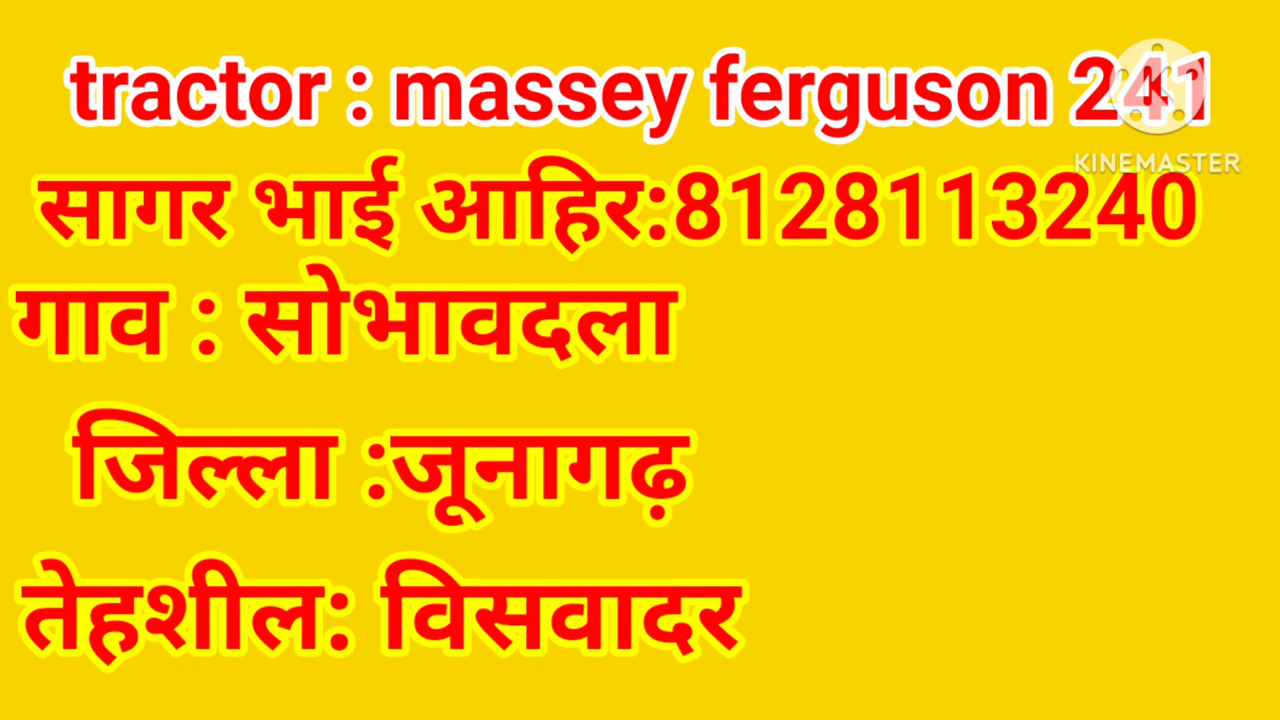 tractor : massey ferguson 241
KINEMASTER
सागर भाई आहिर:8128113240
गाव : सोभावदला
जिल्ला :जूनागढ़
तेहशील: विसवादर